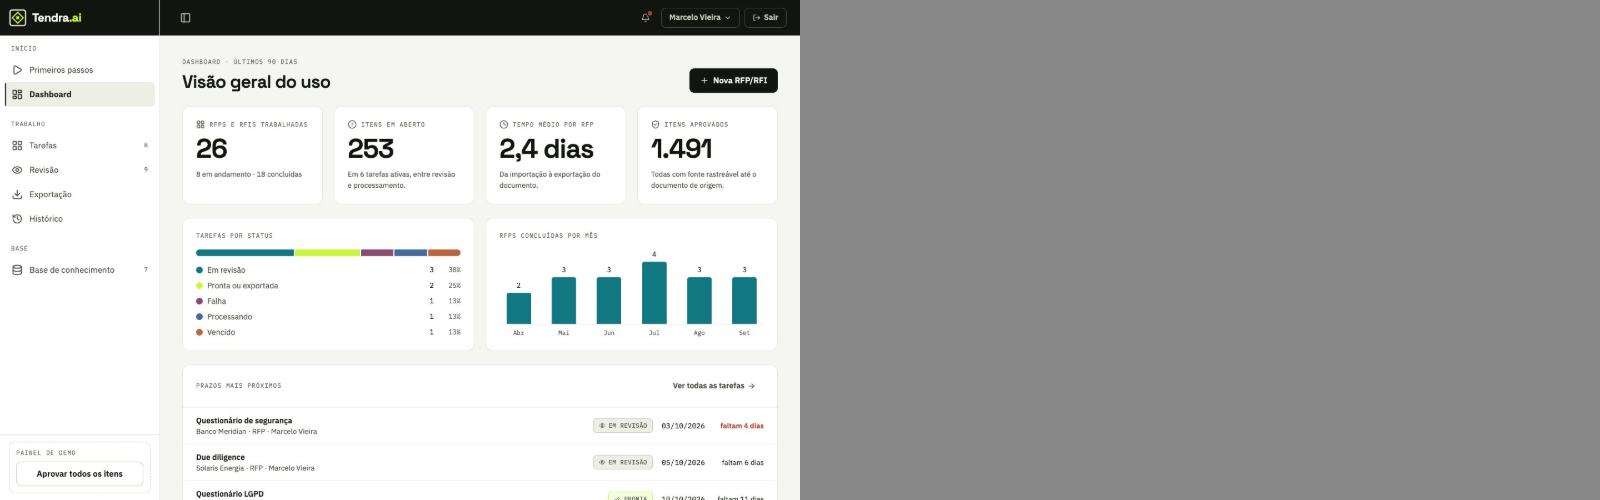 Tendra.ai
Marcelo Vieira
Sair
INÍCIO
Primeiros passos
Dashboard
TRABALHO
Tarefas 8
Revisão 9
Exportação
Histórico
BASE
Base de conhecimento 7
PAINEL DE DEMO
Aprovar todos os itens
DASHBOARD · ÚLTIMOS 90 DIAS
Visão geral do uso
+ Nova RFP/RFI
RFPS E RFIS TRABALHADAS
26
8 em andamento · 18 concluídas
ITENS EM ABERTO
253
Em 6 tarefas ativas, entre revisão
e processamento.
TEMPO MÉDIO POR RFP
2,4 dias
Da importação à exportação do
documento.
ITENS APROVADOS
1.491
Todas com fonte rastreável até o
documento de origem.
TAREFAS POR STATUS
Em revisão 3 38%
Pronta ou exportada 2 25%
Falha 1 13%
Processando 1 13%
Vencido 1 13%
RFPS CONCLUÍDAS POR MÊS
2 3 3 4 3 3
Abr Mai Jun Jul Ago Set
PRAZOS MAIS PRÓXIMOS
Ver todas as tarefas →
Questionário de segurança
Banco Meridian · RFP · Marcelo Vieira
EM REVISÃO 03/10/2026 faltam 4 dias
Due diligence
Solaris Energia · RFP · Marcelo Vieira
EM REVISÃO 05/10/2026 faltam 6 dias
Questionário LGPD
PRONTA 10/10/2026 faltam 11 dias